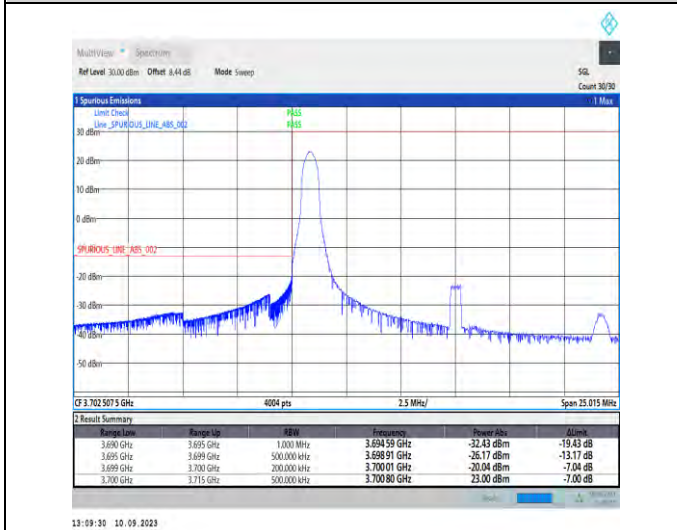 MultiView Spectrum
Ref Level 30.00 dBm Offset 8.44 dB Mode Sweep SGL
Count 30/30
1 Spurious Emissions 1 Max
Limit Check PASS
Line _SPURIOUS_LINE_ABS_002 PASS
30 dBm
20 dBm
10 dBm
0 dBm
SPURIOUS_LINE_ABS_002
-20 dBm
-30 dBm
-40 dBm
-50 dBm
CF 3.702 507 5 GHz 4004 pts 2.5 MHz/ Span 25.015 MHz
2 Result Summary
Range Low Range Up RBW Frequency Power Abs ΔLimit
3.690 GHz 3.695 GHz 1.000 MHz 3.694 59 GHz -32.43 dBm -19.43 dB
3.695 GHz 3.699 GHz 500.000 kHz 3.698 91 GHz -26.17 dBm -13.17 dB
3.699 GHz 3.700 GHz 200.000 kHz 3.700 01 GHz -20.04 dBm -7.04 dB
3.700 GHz 3.715 GHz 500.000 kHz 3.700 80 GHz 23.00 dBm -7.00 dB
13:09:30 10.09.2023